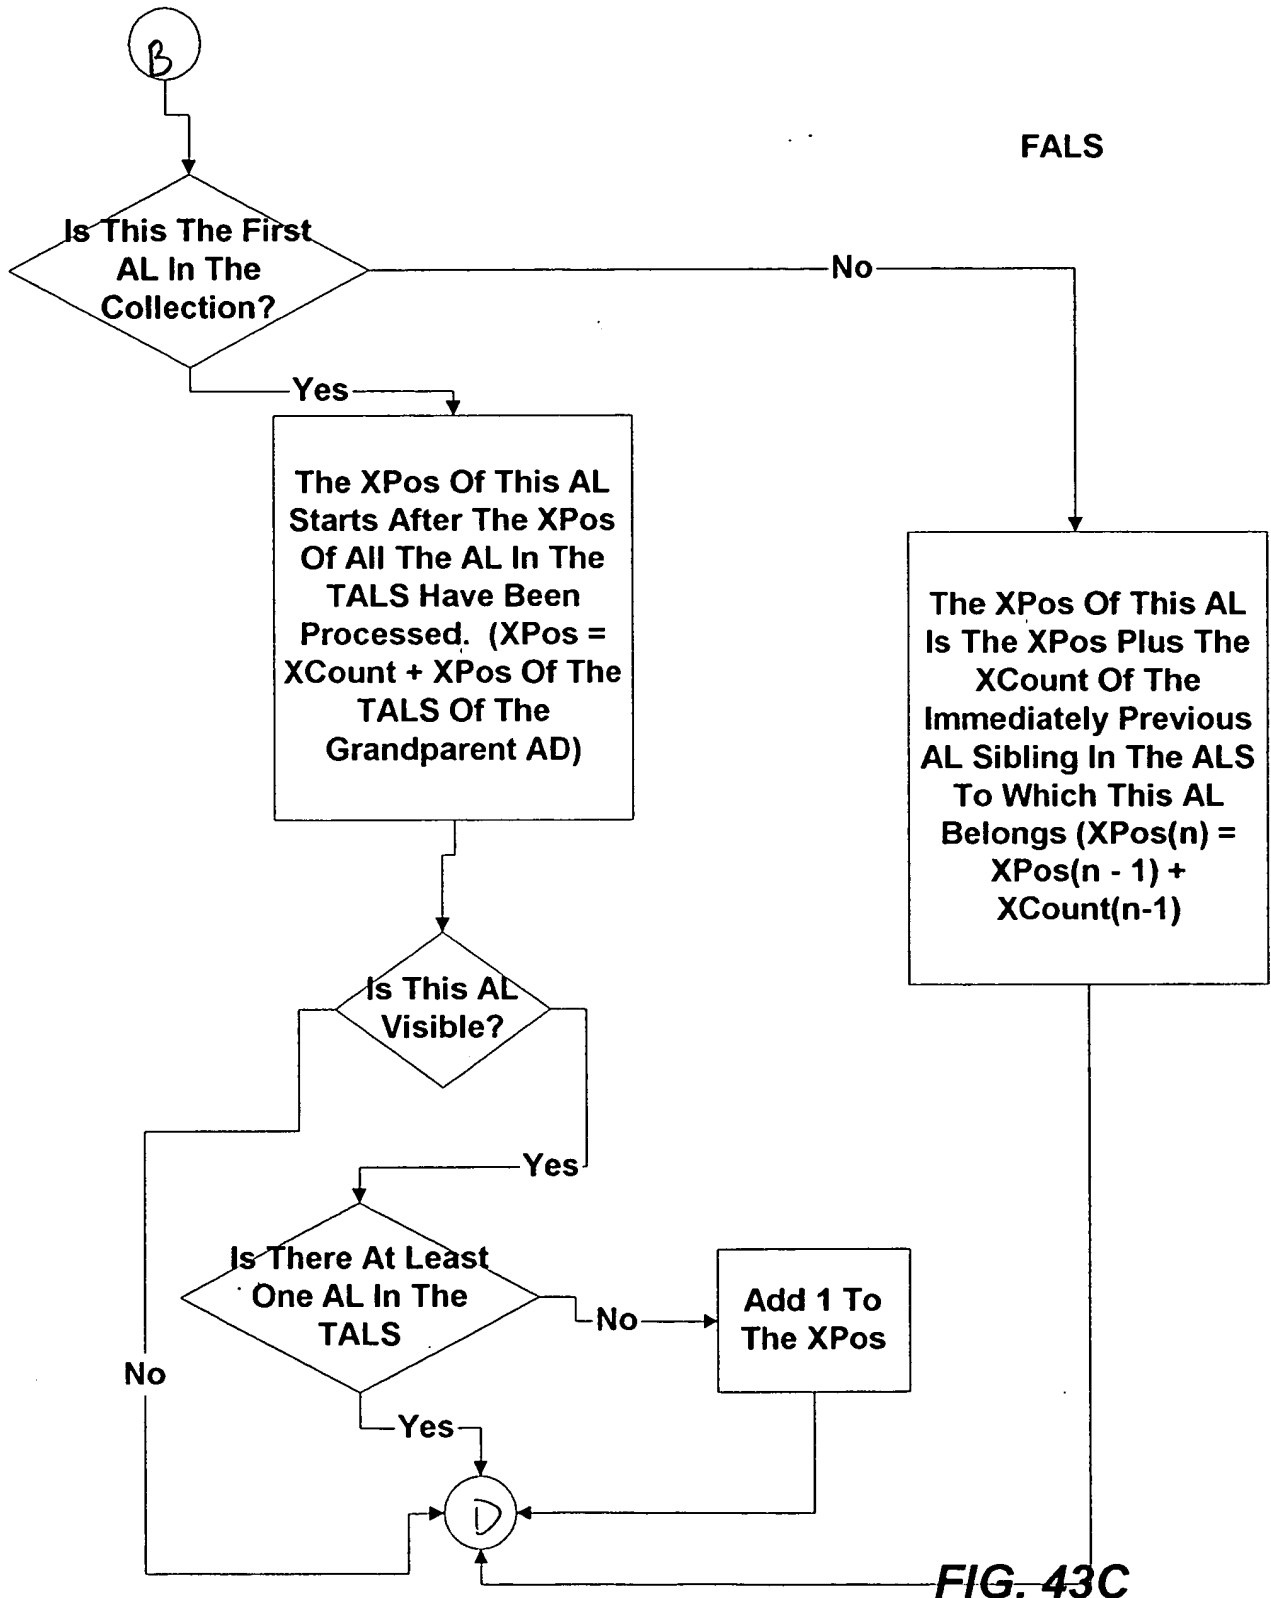 B
FALS
Is This The First
AL In The
Collection?
No
Yes
The XPos Of This AL
Starts After The XPos
Of All The AL In The
TALS Have Been
Processed. (XPos =
XCount + XPos Of The
TALS Of The
Grandparent AD)
The XPos Of This AL
Is The XPos Plus The
XCount Of The
Immediately Previous
AL Sibling In The ALS
To Which This AL
Belongs (XPos(n) =
XPos(n - 1) +
XCount(n-1)
Is This AL
Visible?
Yes
Is There At Least
One AL In The
TALS
No
Add 1 To
The XPos
No
Yes
D
FIG. 43C